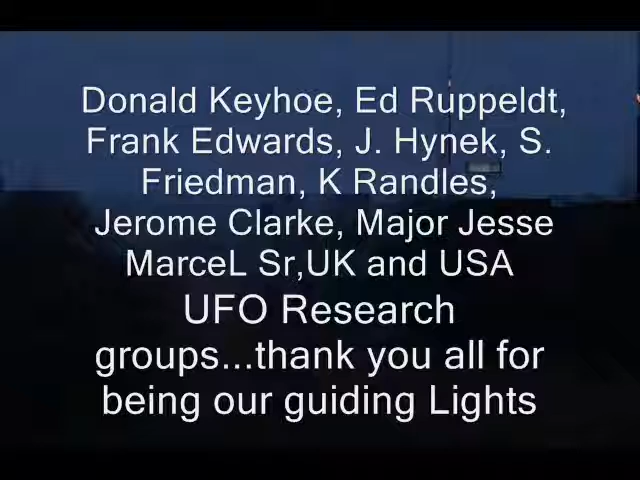 Donald Keyhoe, Ed Ruppeldt,
Frank Edwards, J. Hynek, S.
Friedman, K Randles,
Jerome Clarke, Major Jesse
MarceL Sr,UK and USA
UFO Research
groups...thank you all for
being our guiding Lights